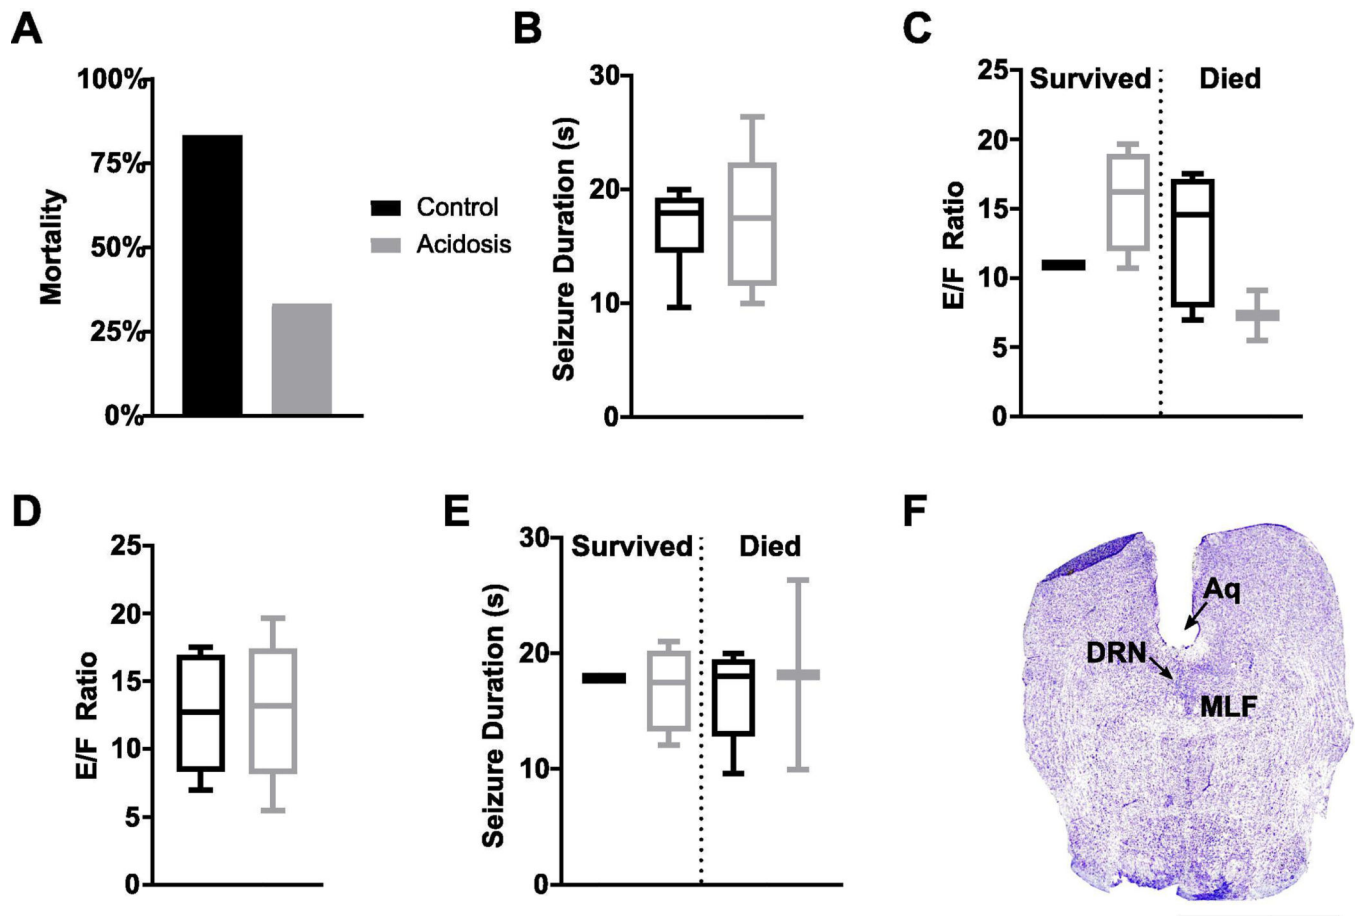 A
100%
75%
50%
25%
0%
Mortality
Control
Acidosis
B
30
20
10
0
Seizure Duration (s)
C
25
20
15
10
5
0
E/F Ratio
Survived
Died
D
25
20
15
10
5
0
E/F Ratio
E
30
20
10
0
Seizure Duration (s)
Survived
Died
F
Aq
DRN
MLF